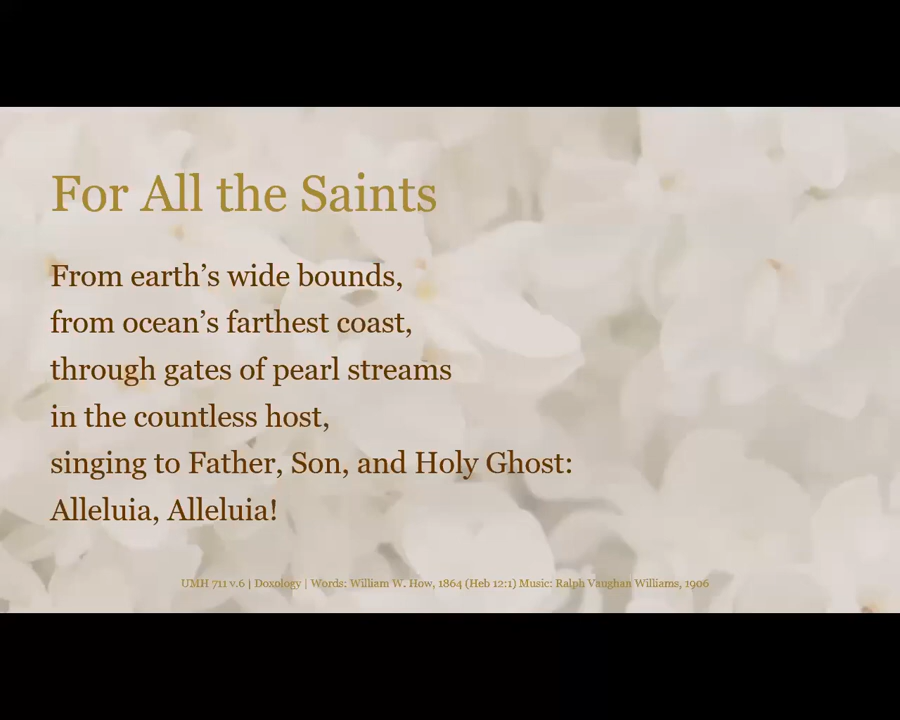 For All the Saints
From earth’s wide bounds,
from ocean’s farthest coast,
through gates of pearl streams
in the countless host,
singing to Father, Son, and Holy Ghost:
Alleluia, Alleluia!
UMH 711 v.6 | Doxology | Words: William W. How, 1864 (Heb 12:1) Music: Ralph Vaughan Williams, 1906